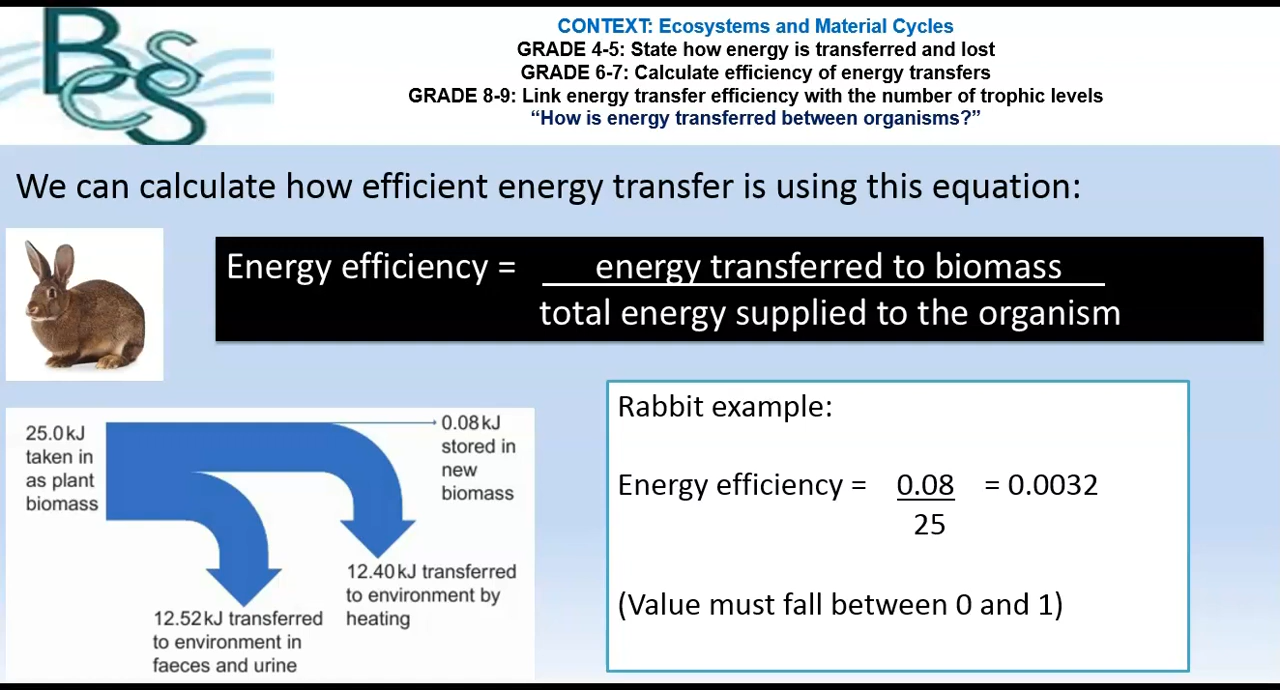 BCCS
CONTEXT: Ecosystems and Material Cycles
GRADE 4-5: State how energy is transferred and lost
GRADE 6-7: Calculate efficiency of energy transfers
GRADE 8-9: Link energy transfer efficiency with the number of trophic levels
“How is energy transferred between organisms?”
We can calculate how efficient energy transfer is using this equation:
Energy efficiency = energy transferred to biomass
total energy supplied to the organism
25.0 kJ
taken in
as plant
biomass
0.08 kJ
stored in
new
biomass
12.40 kJ transferred
to environment by
heating
12.52 kJ transferred
to environment in
faeces and urine
Rabbit example:
Energy efficiency = 0.08 = 0.0032
25
(Value must fall between 0 and 1)